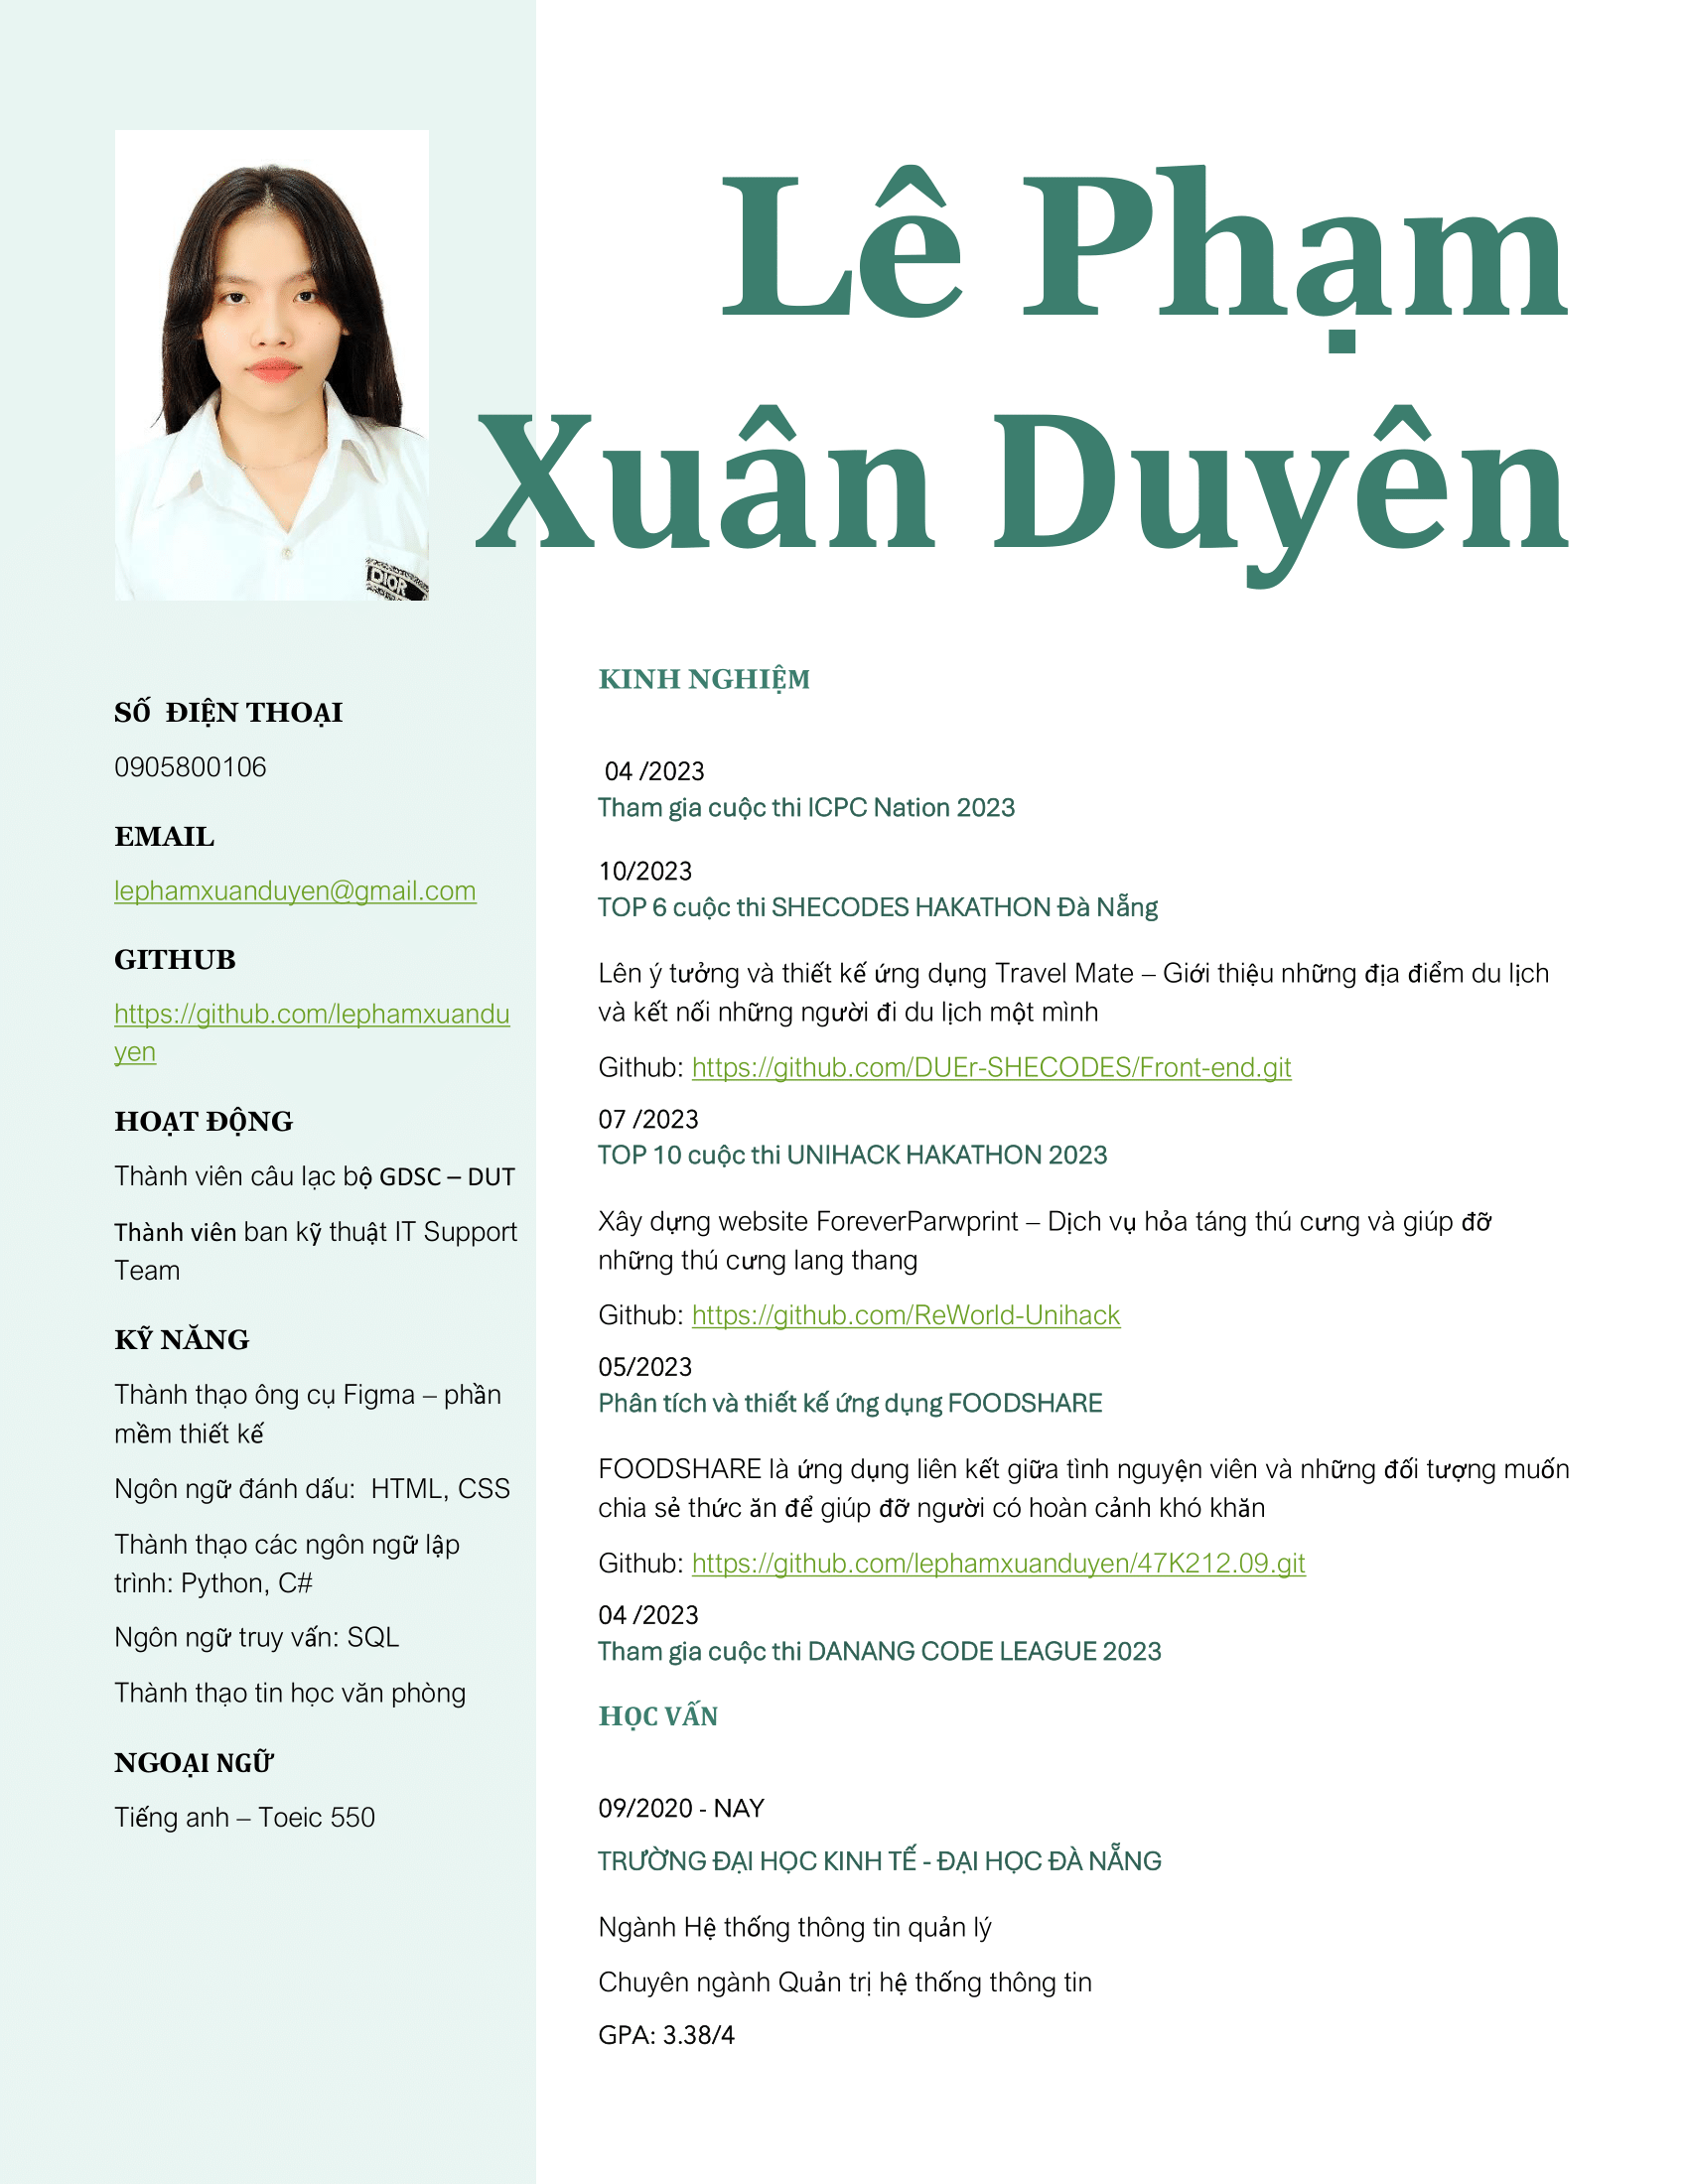 Lê Phạm
Xuân Duyên
DIOR
SỐ  ĐIỆN THOẠI
0905800106
EMAIL
lephamxuanduyen@gmail.com
GITHUB
https://github.com/lephamxuandu
yen
HOẠT ĐỘNG
Thành viên câu lạc bộ GDSC – DUT
Thành viên ban kỹ thuật IT Support
Team
KỸ NĂNG
Thành thạo ông cụ Figma – phần
mềm thiết kế
Ngôn ngữ đánh dấu:  HTML, CSS
Thành thạo các ngôn ngữ lập
trình: Python, C#
Ngôn ngữ truy vấn: SQL
Thành thạo tin học văn phòng
NGOẠI NGỮ
Tiếng anh – Toeic 550
KINH NGHIỆM
04 /2023
Tham gia cuộc thi ICPC Nation 2023
10/2023
TOP 6 cuộc thi SHECODES HAKATHON Đà Nẵng
Lên ý tưởng và thiết kế ứng dụng Travel Mate – Giới thiệu những địa điểm du lịch
và kết nối những người đi du lịch một mình
Github: https://github.com/DUEr-SHECODES/Front-end.git
07 /2023
TOP 10 cuộc thi UNIHACK HAKATHON 2023
Xây dựng website ForeverParwprint – Dịch vụ hỏa táng thú cưng và giúp đỡ
những thú cưng lang thang
Github: https://github.com/ReWorld-Unihack
05/2023
Phân tích và thiết kế ứng dụng FOODSHARE
FOODSHARE là ứng dụng liên kết giữa tình nguyện viên và những đối tượng muốn
chia sẻ thức ăn để giúp đỡ người có hoàn cảnh khó khăn
Github: https://github.com/lephamxuanduyen/47K212.09.git
04 /2023
Tham gia cuộc thi DANANG CODE LEAGUE 2023
HỌC VẤN
09/2020 - NAY
TRƯỜNG ĐẠI HỌC KINH TẾ - ĐẠI HỌC ĐÀ NẴNG
Ngành Hệ thống thông tin quản lý
Chuyên ngành Quản trị hệ thống thông tin
GPA: 3.38/4